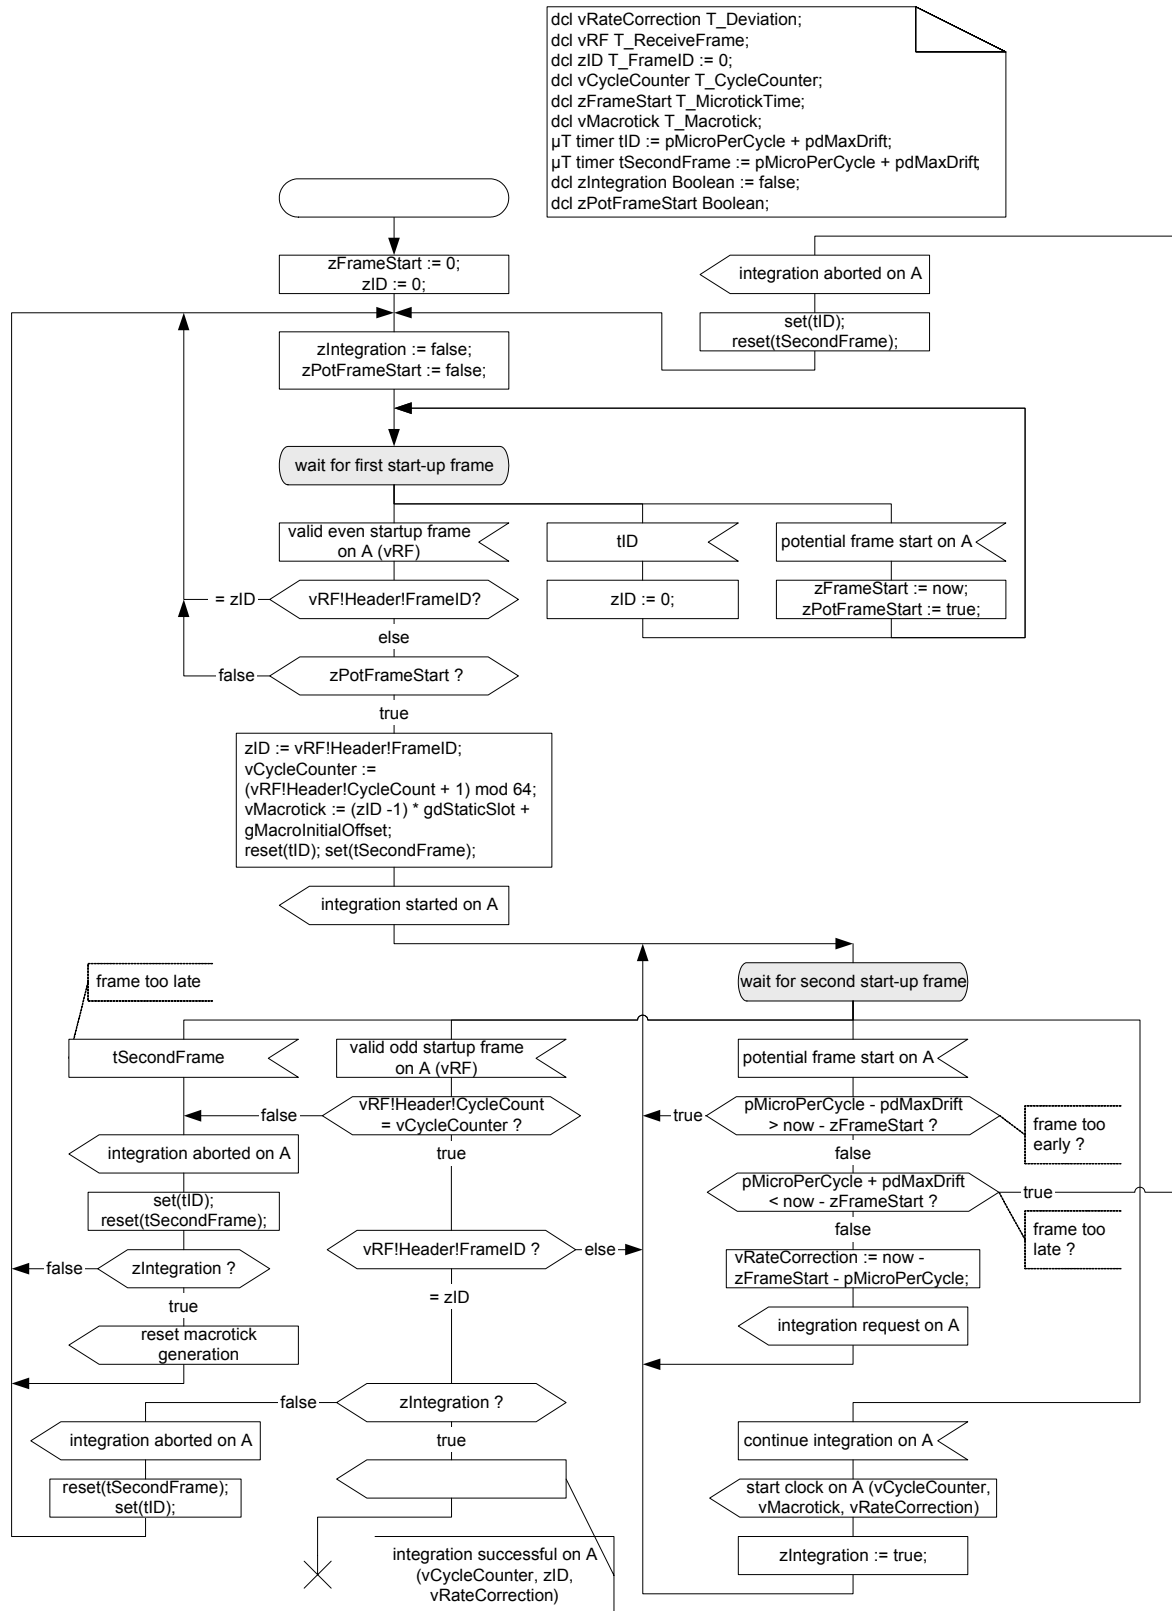 dcl vRateCorrection T_Deviation;
dcl vRF T_ReceiveFrame;
dcl zID T_FrameID := 0;
dcl vCycleCounter T_CycleCounter;
dcl zFrameStart T_MicrotickTime;
dcl vMacrotick T_Macrotick;
µT timer tID := pMicroPerCycle + pdMaxDrift;
µT timer tSecondFrame := pMicroPerCycle + pdMaxDrift;
dcl zIntegration Boolean := false;
dcl zPotFrameStart Boolean;
zFrameStart := 0;
zID := 0;
integration aborted on A
set(tID);
reset(tSecondFrame);
zIntegration := false;
zPotFrameStart := false;
wait for first start-up frame
valid even startup frame
on A (vRF)
tID
potential frame start on A
= zID
vRF!Header!FrameID?
zID := 0;
zFrameStart := now;
zPotFrameStart := true;
else
false
zPotFrameStart ?
true
zID := vRF!Header!FrameID;
vCycleCounter :=
(vRF!Header!CycleCount + 1) mod 64;
vMacrotick := (zID -1) * gdStaticSlot +
gMacroInitialOffset;
reset(tID); set(tSecondFrame);
integration started on A
frame too late
wait for second start-up frame
tSecondFrame
valid odd startup frame
on A (vRF)
potential frame start on A
false
vRF!Header!CycleCount
= vCycleCounter ?
true
pMicroPerCycle - pdMaxDrift
> now - zFrameStart ?
frame too
early ?
integration aborted on A
true
false
set(tID);
reset(tSecondFrame);
pMicroPerCycle + pdMaxDrift
< now - zFrameStart ?
true
false
frame too
late ?
false
zIntegration ?
vRF!Header!FrameID ?
else
vRateCorrection := now -
zFrameStart - pMicroPerCycle;
true
= zID
reset macrotick
generation
integration request on A
false
zIntegration ?
integration aborted on A
true
continue integration on A
reset(tSecondFrame);
set(tID);
start clock on A (vCycleCounter,
vMacrotick, vRateCorrection)
integration successful on A
(vCycleCounter, zID,
vRateCorrection)
zIntegration := true;